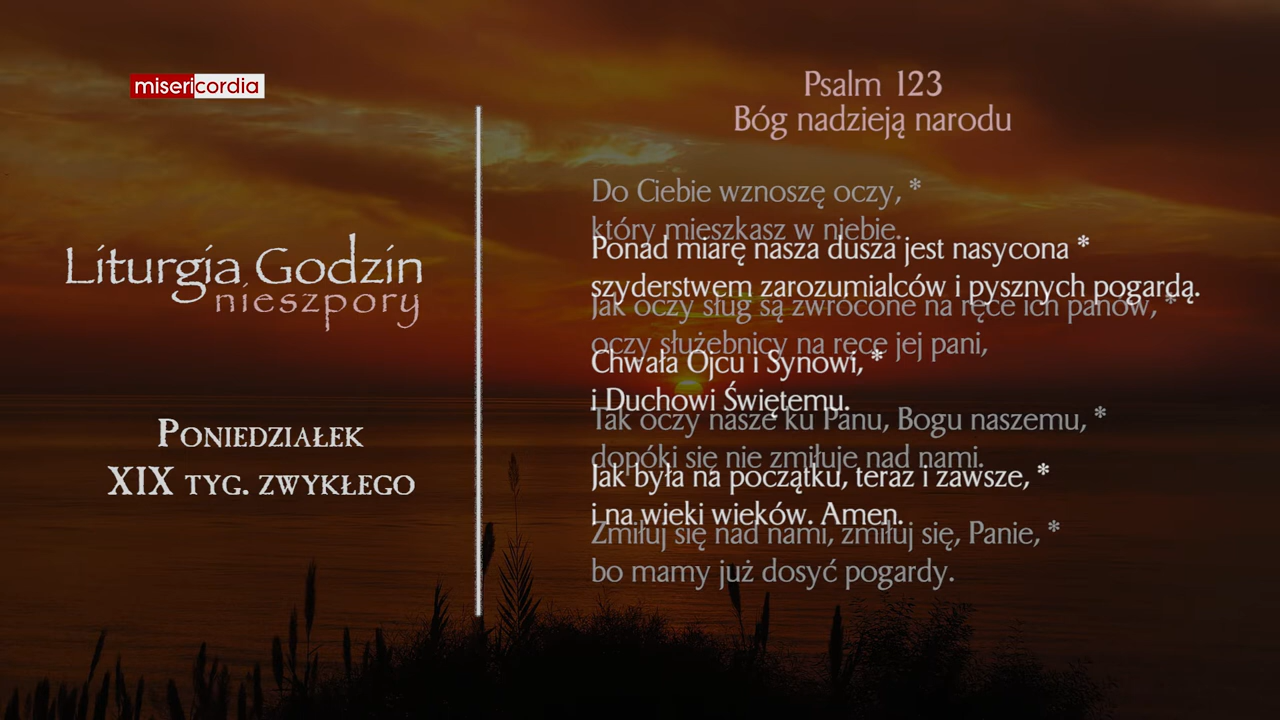 misericordia
Liturgia Godzin
nieszpory
Poniedziałek
XIX tyg. zwykłego
Psalm 123
Bóg nadzieją narodu
Do Ciebie wznoszę oczy, *
który mieszkasz w niebie.
Ponad miarę nasza dusza jest nasycona *
szyderstwem zarozumialców i pysznych pogardą.
Jak oczy sług są zwrócone na ręce ich panów, *
oczy służebnicy na ręce jej pani,
Chwała Ojcu i Synowi, *
i Duchowi Świętemu.
Tak oczy nasze ku Panu, Bogu naszemu, *
dopóki się nie zmiłuje nad nami.
Jak była na początku, teraz i zawsze, *
i na wieki wieków. Amen.
Zmiłuj się nad nami, zmiłuj się, Panie, *
bo mamy już dosyć pogardy.